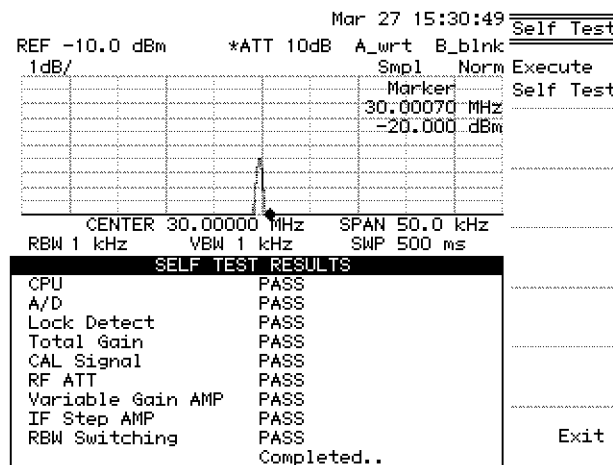 Mar 27 15:30:49
Self Test
REF -10.0 dBm *ATT 10dB A_wrt B_blnk
1dB/ Smpl Norm
Execute
Self Test
Marker
30.00070 MHz
-20.000 dBm
CENTER 30.00000 MHz SPAN 50.0 kHz
RBW 1 kHz VBW 1 kHz SWP 500 ms
SELF TEST RESULTS
CPU PASS
A/D PASS
Lock Detect PASS
Total Gain PASS
CAL Signal PASS
RF ATT PASS
Variable Gain AMP PASS
IF Step AMP PASS
RBW Switching PASS
Completed..
Exit